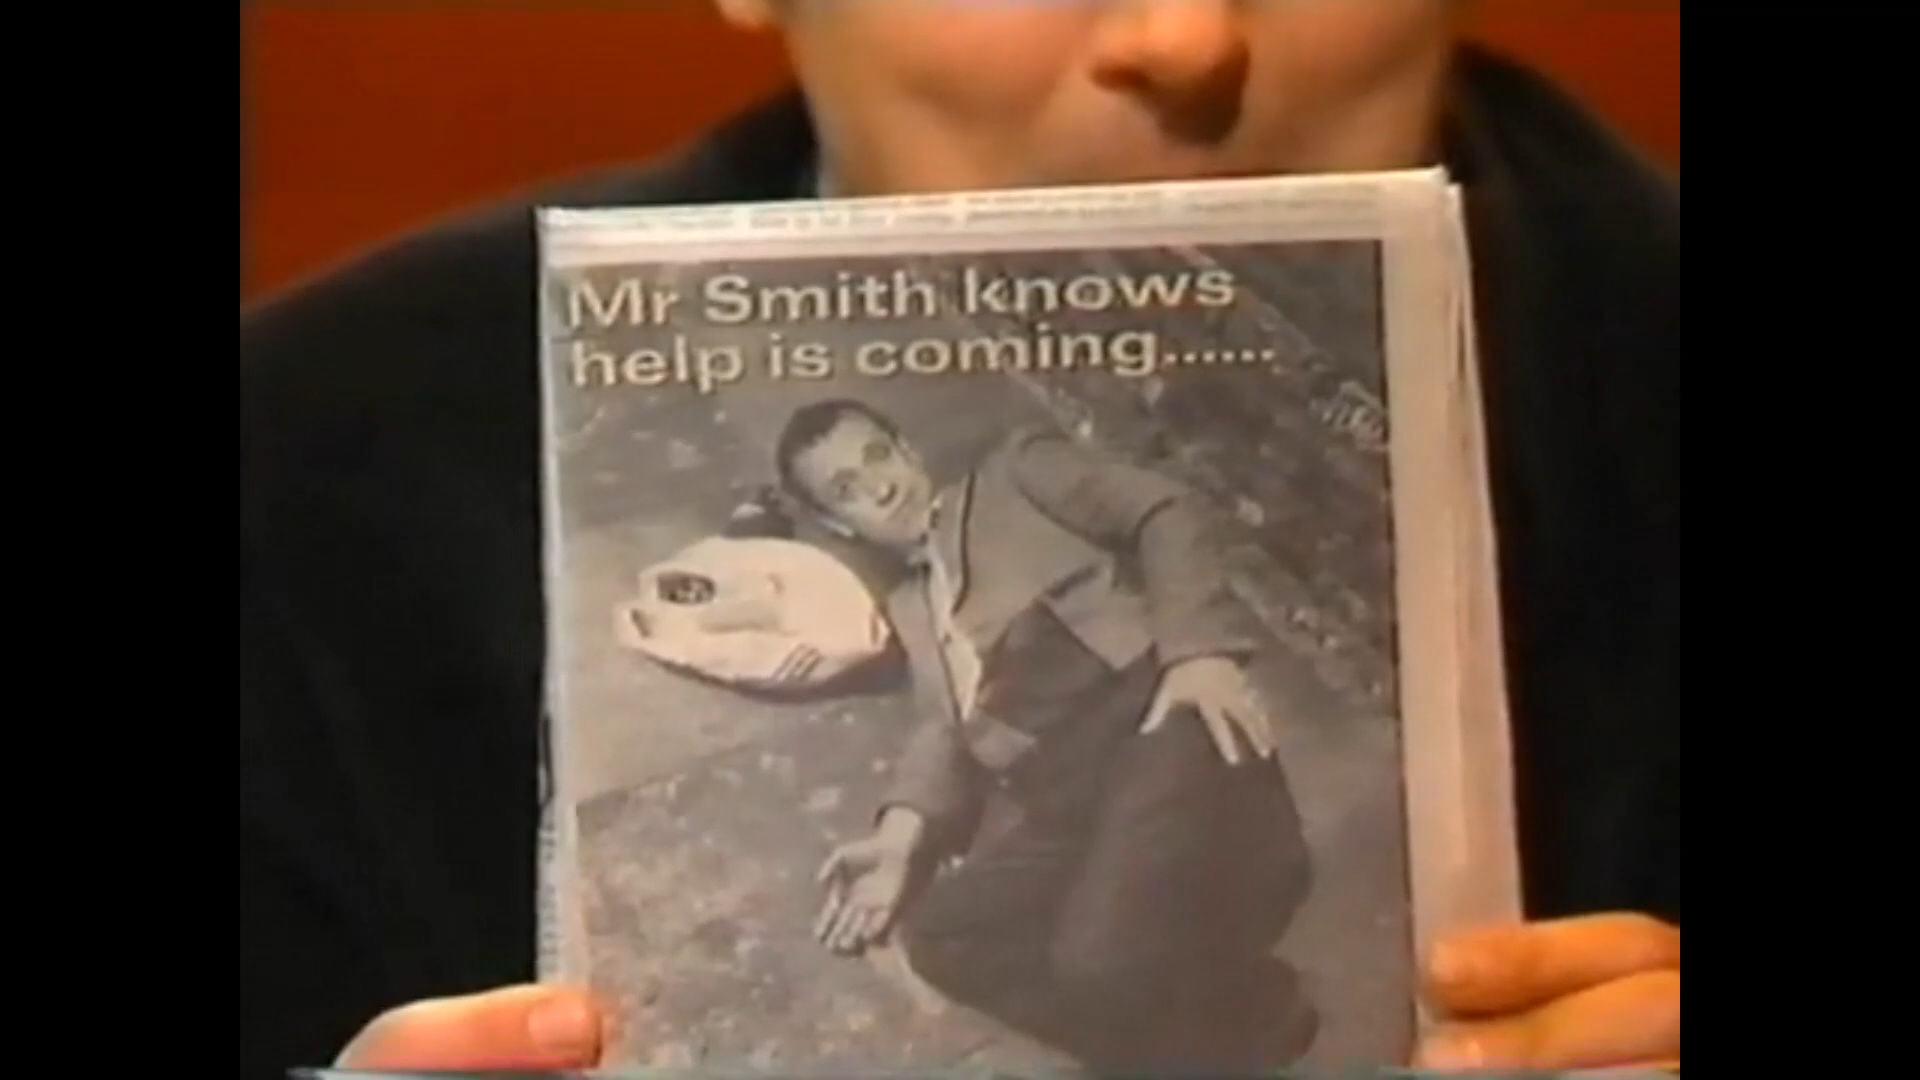 Mr Smith knows
help is coming......